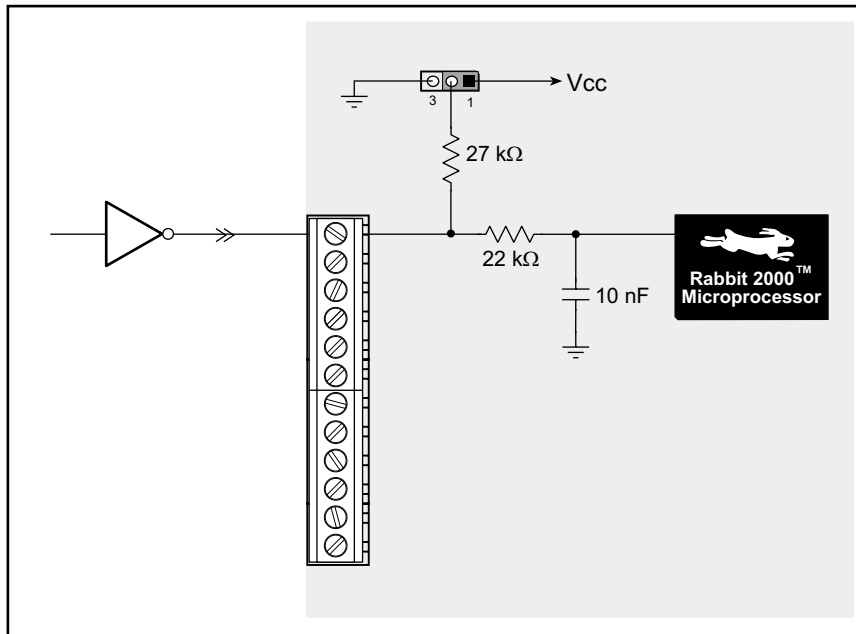 Vcc
3 1
27 kΩ
22 kΩ
10 nF
Rabbit 2000™
Microprocessor